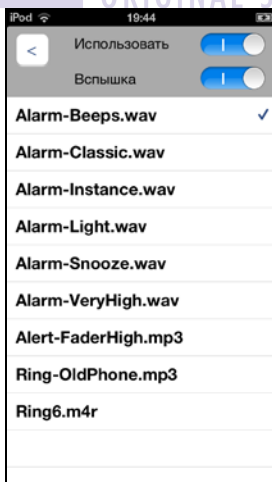 ORIGINAL
iPod 19:44
< Использовать
Вспышка
Alarm-Beeps.wav
Alarm-Classic.wav
Alarm-Instance.wav
Alarm-Light.wav
Alarm-Snooze.wav
Alarm-VeryHigh.wav
Alert-FaderHigh.mp3
Ring-OldPhone.mp3
Ring6.m4r